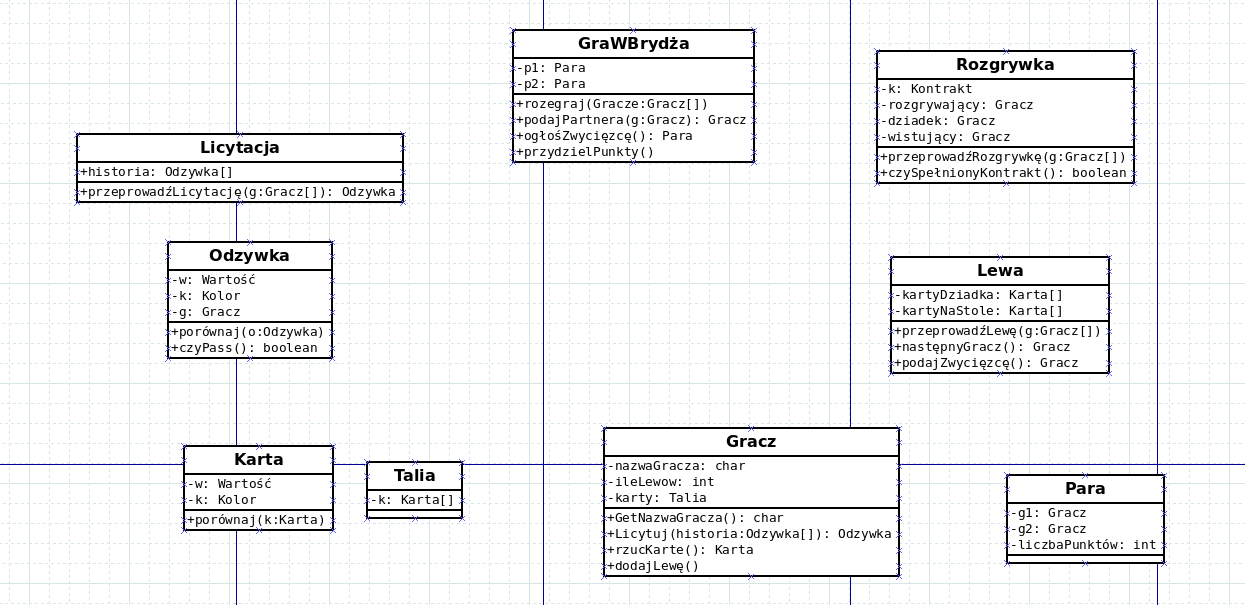 GraWBrydża
-p1: Para
-p2: Para
+rozegraj(Gracze:Gracz[])
+podajPartnera(g:Gracz): Gracz
+ogłośZwycięzcę(): Para
+przydzielPunkty()
Rozgrywka
-k: Kontrakt
-rozgrywający: Gracz
-dziadek: Gracz
-wistujący: Gracz
+przeprowadźRozgrywkę(g:Gracz[])
+czySpełnionyKontrakt(): boolean
Licytacja
+historia: Odzywka[]
+przeprowadźLicytację(g:Gracz[]): Odzywka
Odzywka
-w: Wartość
-k: Kolor
-g: Gracz
+porównaj(o:Odzywka)
+czyPass(): boolean
Lewa
-kartyDziadka: Karta[]
-kartyNaStole: Karta[]
+przeprowadźLewę(g:Gracz[])
+następnyGracz(): Gracz
+podajZwycięzcę(): Gracz
Karta
-w: Wartość
-k: Kolor
+porównaj(k:Karta)
Talia
-k: Karta[]
Gracz
-nazwaGracza: char
-ileLewow: int
-karty: Talia
+GetNazwaGracza(): char
+Licytuj(historia:Odzywka[]): Odzywka
+rzucKarte(): Karta
+dodajLewę()
Para
-g1: Gracz
-g2: Gracz
-liczbaPunktów: int